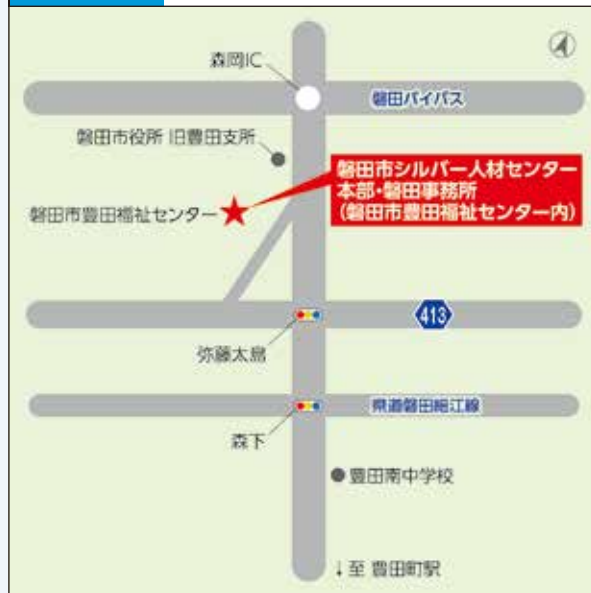 森岡IC
磐田バイパス
磐田市役所 旧豊田支所
磐田市シルバー人材センター
本部・磐田事務所
(磐田市豊田福祉センター内)
磐田市豊田福祉センター
413
弥藤太島
県道磐田細江線
森下
豊田南中学校
↓至 豊田町駅